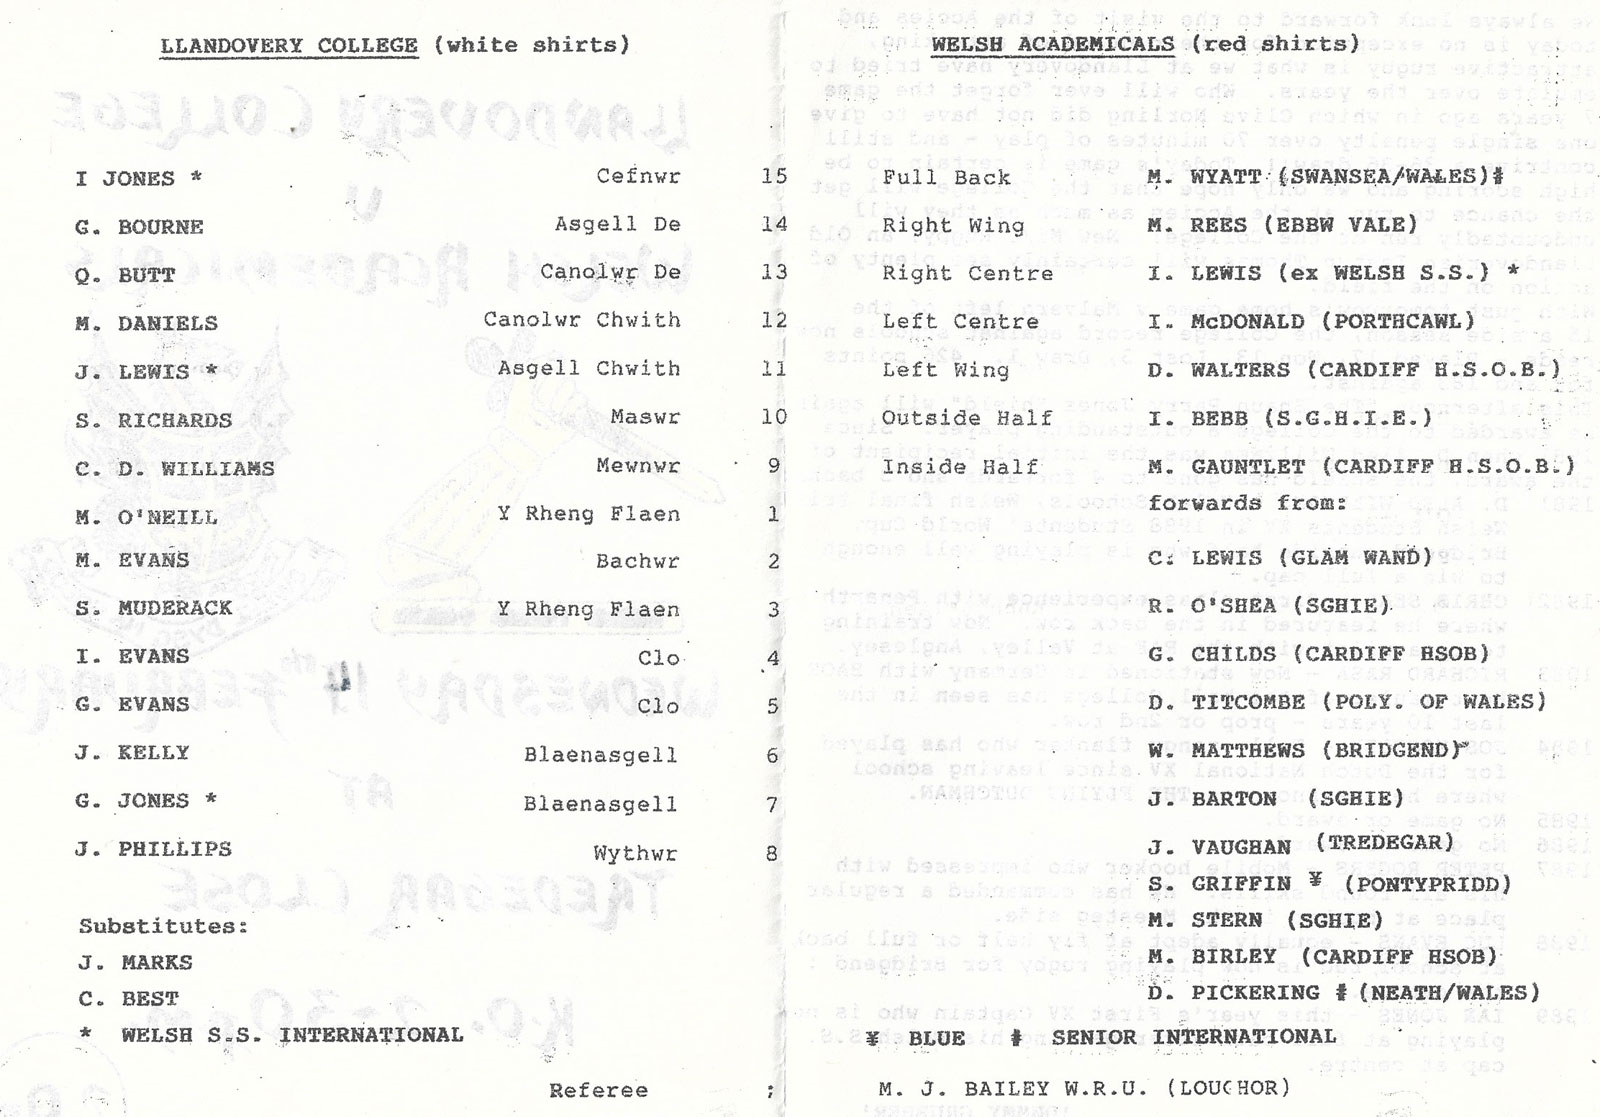 LLANDOVERY COLLEGE (white shirts) WELSH ACADEMICALS (red shirts)
I JONES * Cefnwr 15 Full Back M. WYATT (SWANSEA/WALES)#
G. BOURNE Asgell De 14 Right Wing M. REES (EBBW VALE)
Q. BUTT Canolwr De 13 Right Centre I. LEWIS (ex WELSH S.S.) *
M. DANIELS Canolwr Chwith 12 Left Centre I. McDONALD (PORTHCAWL)
J. LEWIS * Asgell Chwith 11 Left Wing D. WALTERS (CARDIFF H.S.O.B.)
S. RICHARDS Maswr 10 Outside Half I. BEBB (S.G.H.I.E.)
C. D. WILLIAMS Mewnwr 9 Inside Half M. GAUNTLET (CARDIFF H.S.O.B.)
forwards from:
M. O'NEILL Y Rheng Flaen 1
M. EVANS Bachwr 2 C. LEWIS (GLAM WAND)
S. MUDERACK Y Rheng Flaen 3 R. O'SHEA (SGHIE)
I. EVANS Clo 4 G. CHILDS (CARDIFF HSOB)
G. EVANS Clo 5 D. TITCOMBE (POLY. OF WALES)
J. KELLY Blaenasgell 6 W. MATTHEWS (BRIDGEND)
G. JONES * Blaenasgell 7 J. BARTON (SGHIE)
J. PHILLIPS Wythwr 8 J. VAUGHAN (TREDEGAR)
S. GRIFFIN ¥ (PONTYPRIDD)
Substitutes: M. STERN (SGHIE)
J. MARKS M. BIRLEY (CARDIFF HSOB)
C. BEST D. PICKERING # (NEATH/WALES)
* WELSH S.S. INTERNATIONAL ¥ BLUE # SENIOR INTERNATIONAL
Referee ; M. J. BAILEY W.R.U. (LOUGHOR)